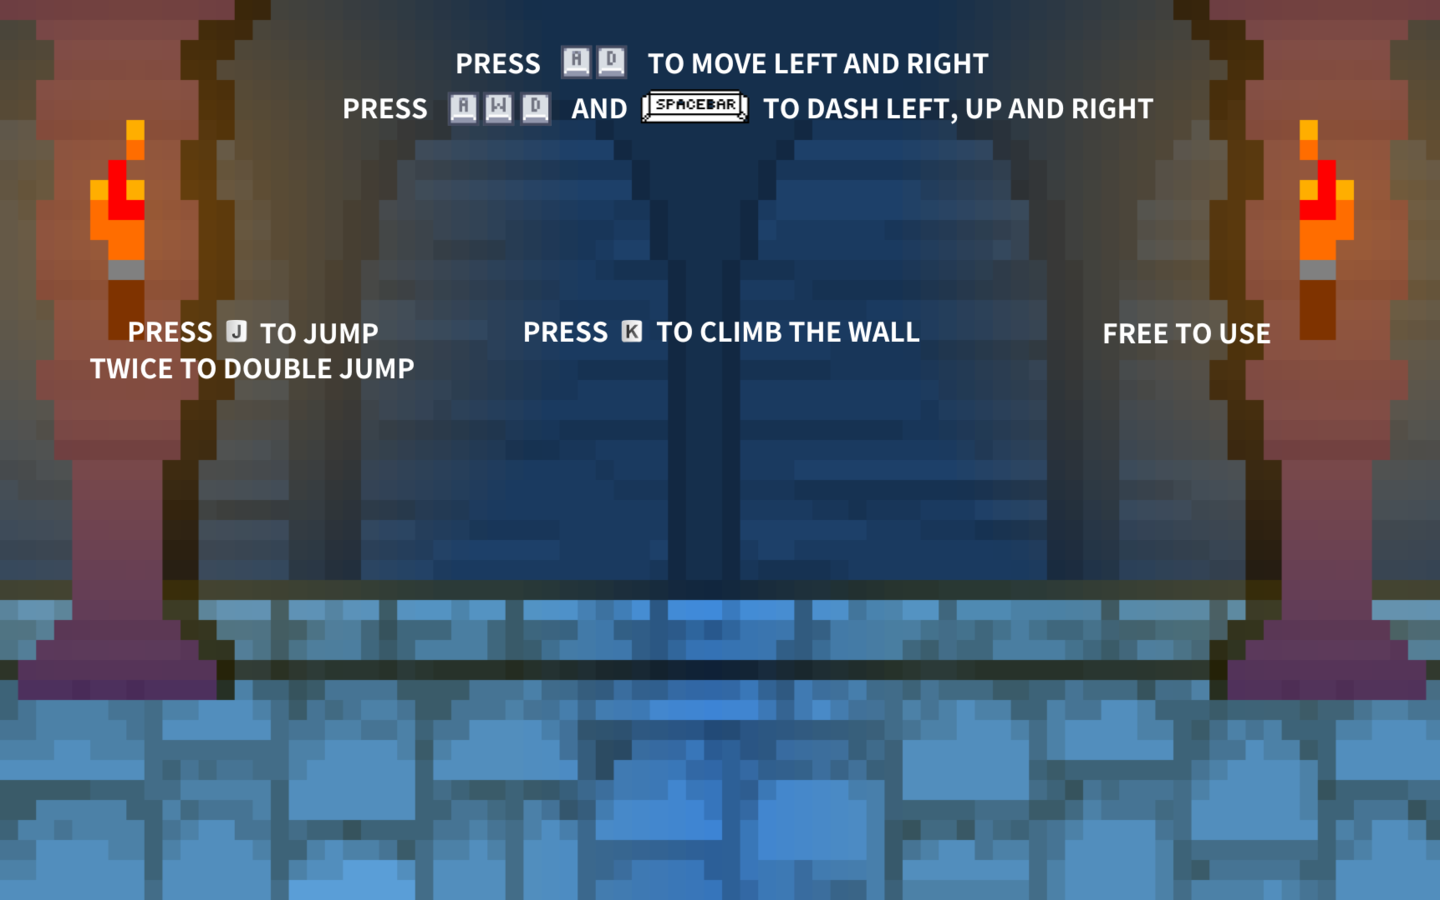 PRESS A D TO MOVE LEFT AND RIGHT
PRESS A W D AND SPACEBAR TO DASH LEFT, UP AND RIGHT
PRESS J TO JUMP
TWICE TO DOUBLE JUMP
PRESS K TO CLIMB THE WALL
FREE TO USE